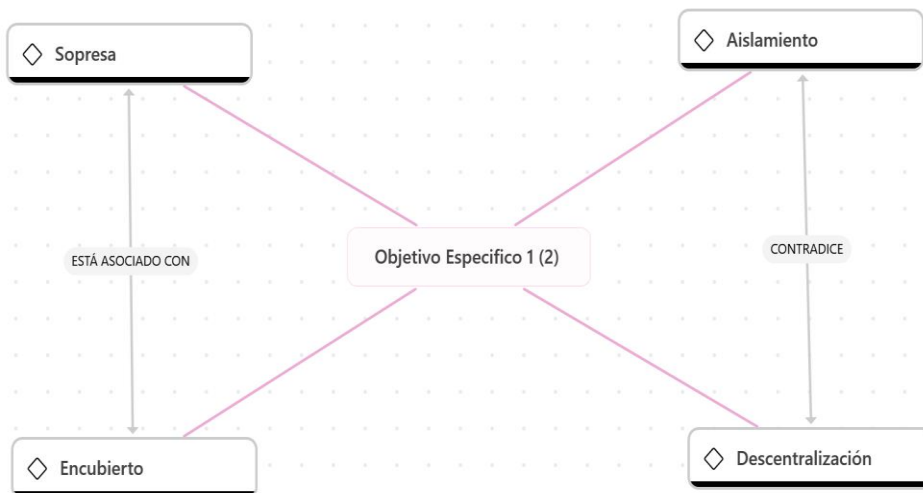 Sopresa
Aislamiento
ESTÁ ASOCIADO CON
Objetivo Especifico 1 (2)
CONTRADICE
Encubierto
Descentralización